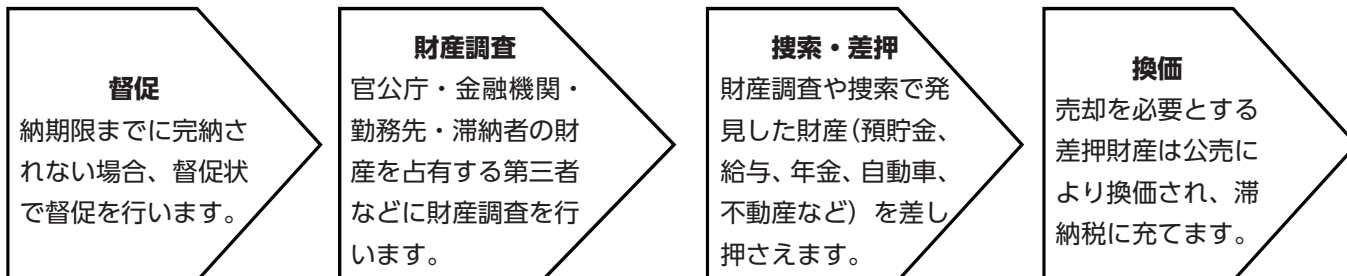 督促
納期限までに完納さ
れない場合、督促状
で督促を行います。
財産調査
官公庁・金融機関・
勤務先・滞納者の財
産を占有する第三者
などに財産調査を行
います。
捜索・差押
財産調査や捜索で発
見した財産(預貯金、
給与、年金、自動車、
不動産など）を差し
押さえます。
換価
売却を必要とする
差押財産は公売に
より換価され、滞
納税に充てます。